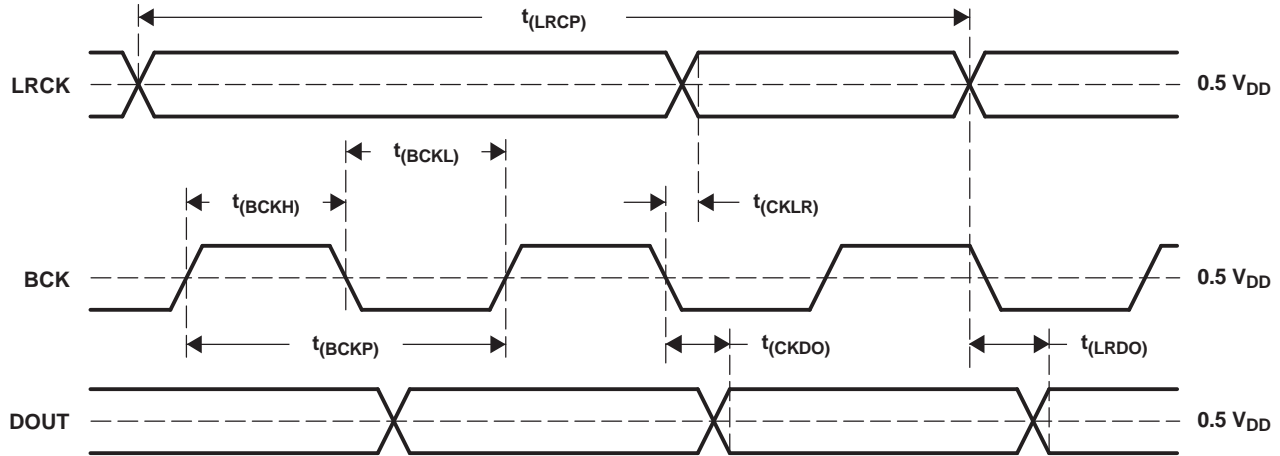 t(LRCP)
LRCK
0.5 VDD
t(BCKL)
t(BCKH)
t(CKLR)
BCK
0.5 VDD
t(BCKP)
t(CKDO)
t(LRDO)
DOUT
0.5 VDD